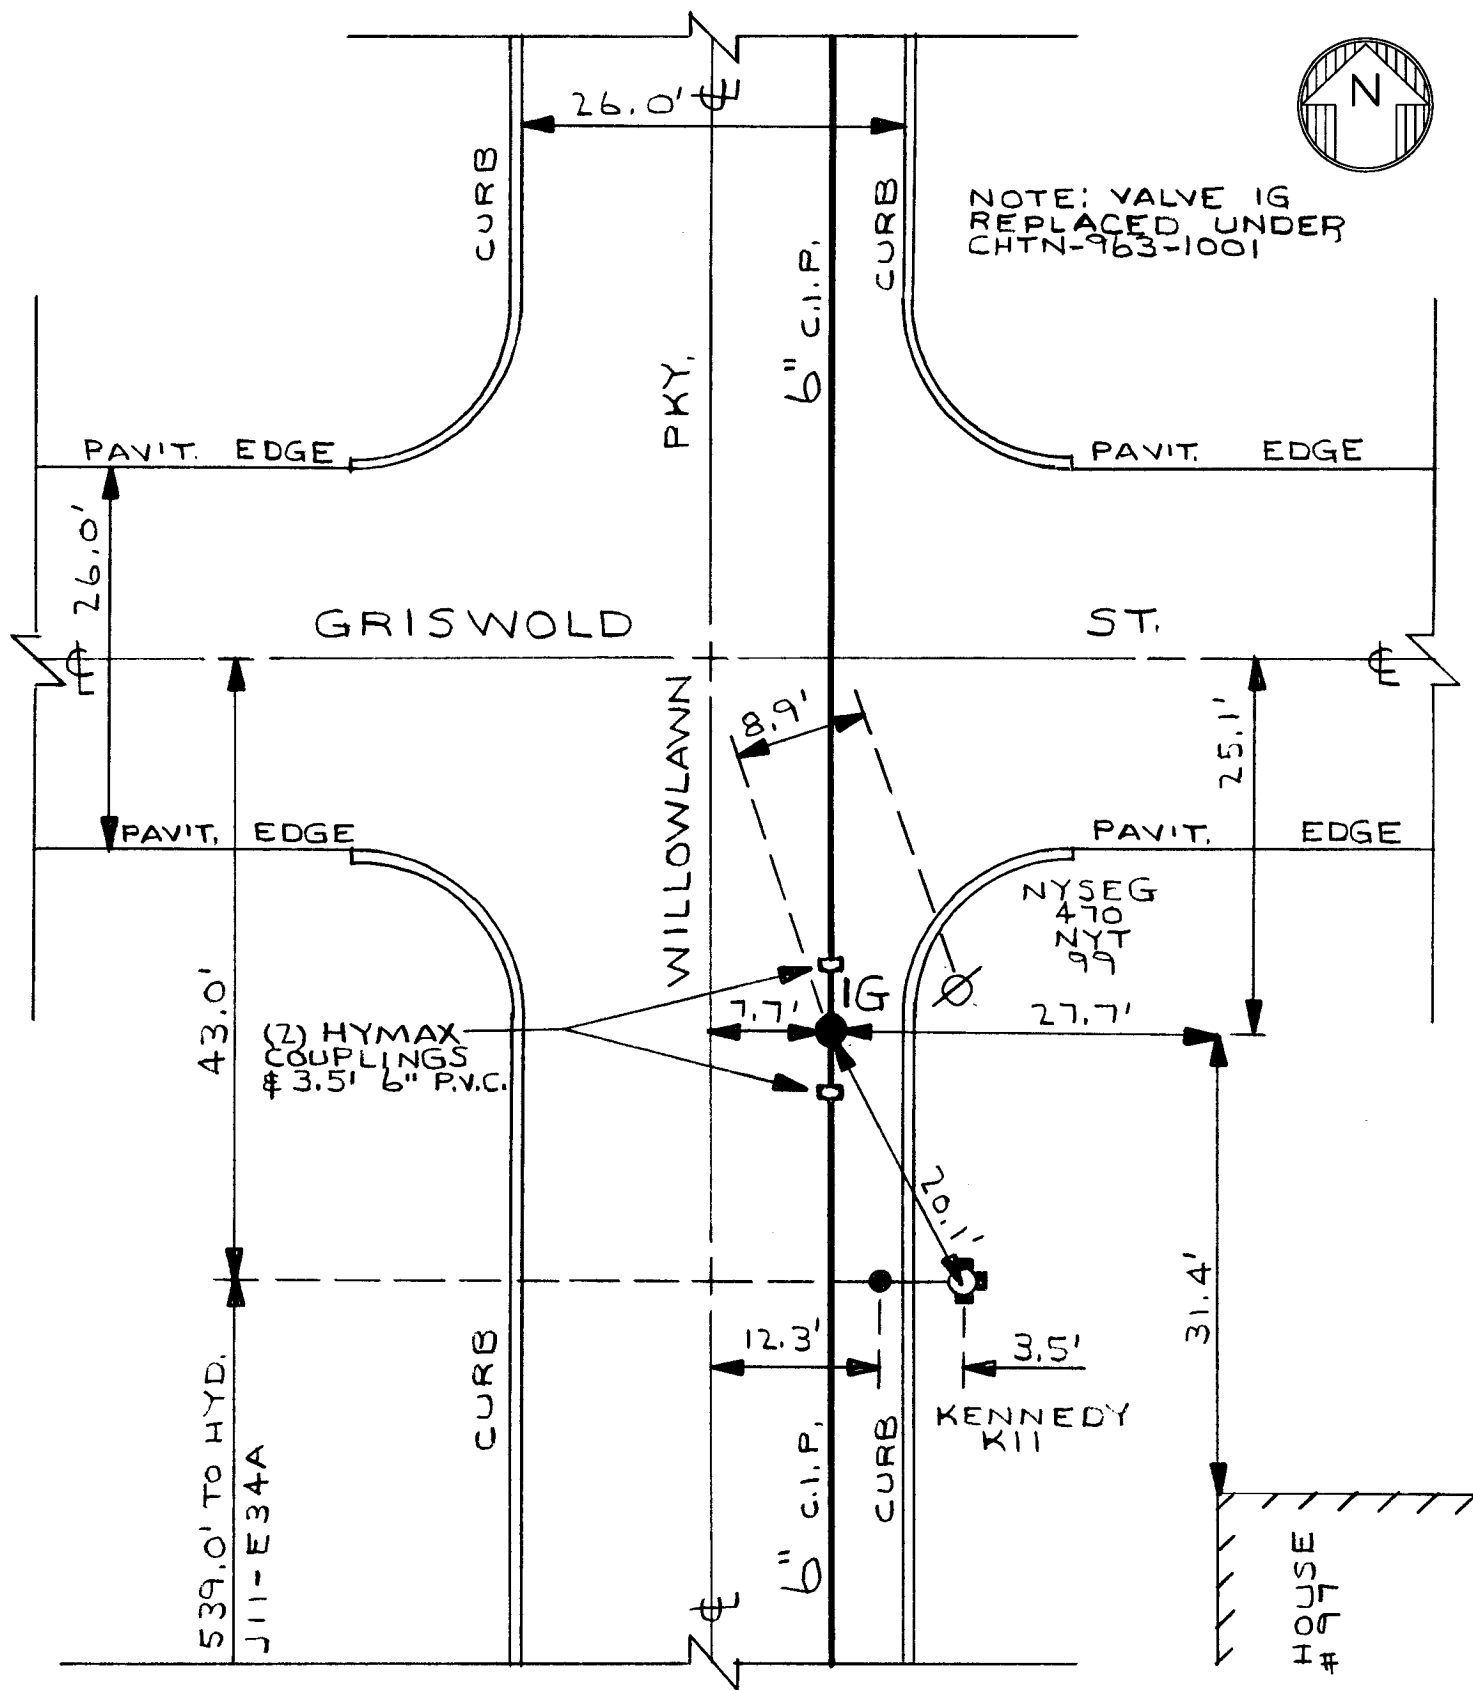 26.0'
N
NOTE: VALVE IG
REPLACED UNDER
CHTN-963-1001
CURB
CURB
6" C.I.P.
PKY.
PAV'T. EDGE
PAV'T. EDGE
26.0'
GRISWOLD ST.
WILLOWLAWN
8.9'
25.1'
PAV'T. EDGE
PAV'T. EDGE
NYSEG
470
NYT
99
43.0'
IG
7.7'
27.7'
(2) HYMAX
COUPLINGS
& 3.5' 6" P.V.C.
20.1'
31.4'
12.3'
3.5'
KENNEDY
K11
CURB
CURB
6" C.I.P.
539.0' TO HYD.
J11-E34A
HOUSE
#97